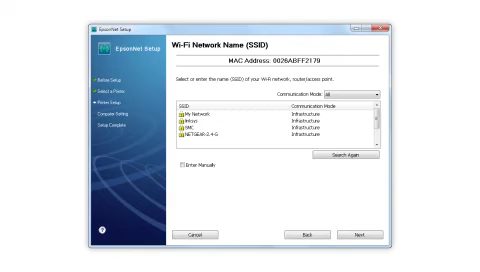 EpsonNet Setup
EpsonNet Setup
Before Setup
Select a Printer
Printer Setup
Computer Setting
Setup Complete
Wi-Fi Network Name (SSID)
MAC Address: 0026ABFF2179
Select or enter the name (SSID) of your Wi-Fi network, router/access point.
Communication Mode: All
SSID Communication Mode
My Network Infrastructure
linksys Infrastructure
SMC Infrastructure
NETGEAR-2.4-G Infrastructure
Search Again
Enter Manually
Cancel Back Next